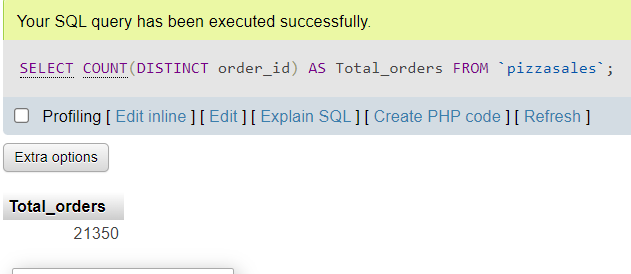 Your SQL query has been executed successfully.
SELECT COUNT(DISTINCT order_id) AS Total_orders FROM `pizzasales`;
Profiling [ Edit inline ] [ Edit ] [ Explain SQL ] [ Create PHP code ] [ Refresh ]
Extra options
Total_orders
21350